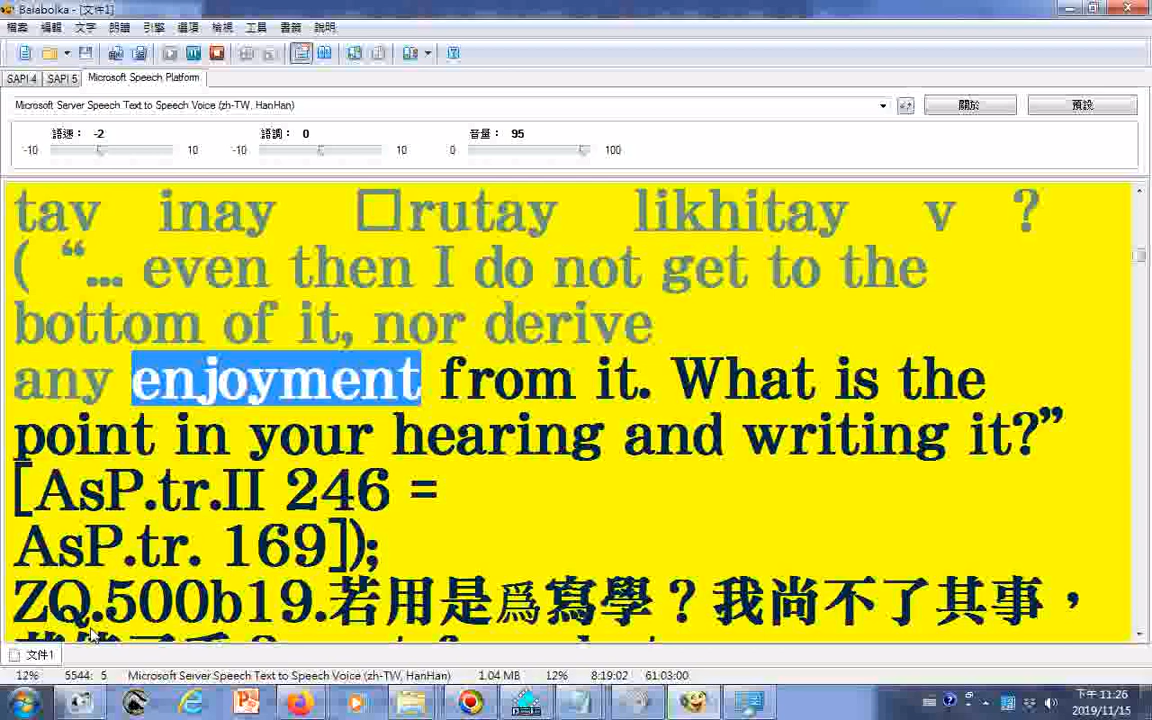 Balabolka - [文件1]
檔案 編輯 文字 朗讀 引擎 選項 檢視 工具 書籤 說明
SAPI 4 SAPI 5 Microsoft Speech Platform
Microsoft Server Speech Text to Speech Voice (zh-TW, HanHan) 關於 預設
語速： -2 語調： 0 音量： 95
-10 10 -10 10 0 100
tav inay □rutay likhitay v ?
( “... even then I do not get to the
bottom of it, nor derive
any enjoyment from it. What is the
point in your hearing and writing it?”
[AsP.tr.II 246 =
AsP.tr. 169]);
ZQ.500b19.若用是爲寫學？我尚不了其事，
文件1
12% 5544: 5 Microsoft Server Speech Text to Speech Voice (zh-TW, HanHan) 1.04 MB 12% 8:19:02 61:03:00
下午 11:26
2019/11/15